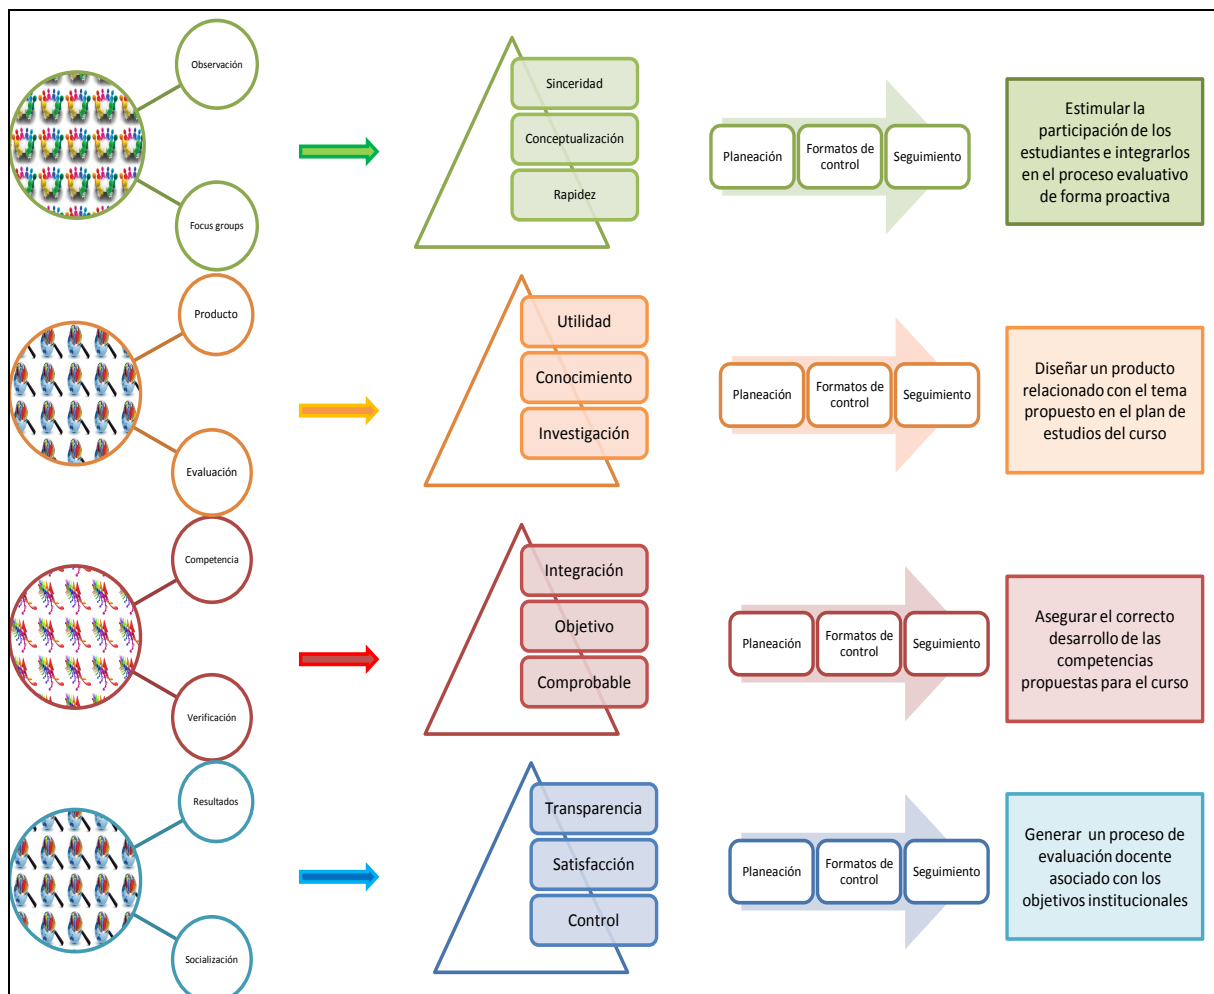 Observación
Focus groups
Sinceridad
Conceptualización
Rapidez
Planeación
Formatos de
control
Seguimiento
Estimular la
participación de los
estudiantes e integrarlos
en el proceso evaluativo
de forma proactiva
Producto
Evaluación
Utilidad
Conocimiento
Investigación
Planeación
Formatos de
control
Seguimiento
Diseñar un producto
relacionado con el tema
propuesto en el plan de
estudios del curso
Competencia
Verificación
Integración
Objetivo
Comprobable
Planeación
Formatos de
control
Seguimiento
Asegurar el correcto
desarrollo de las
competencias
propuestas para el curso
Resultados
Socialización
Transparencia
Satisfacción
Control
Planeación
Formatos de
control
Seguimiento
Generar un proceso de
evaluación docente
asociado con los
objetivos institucionales